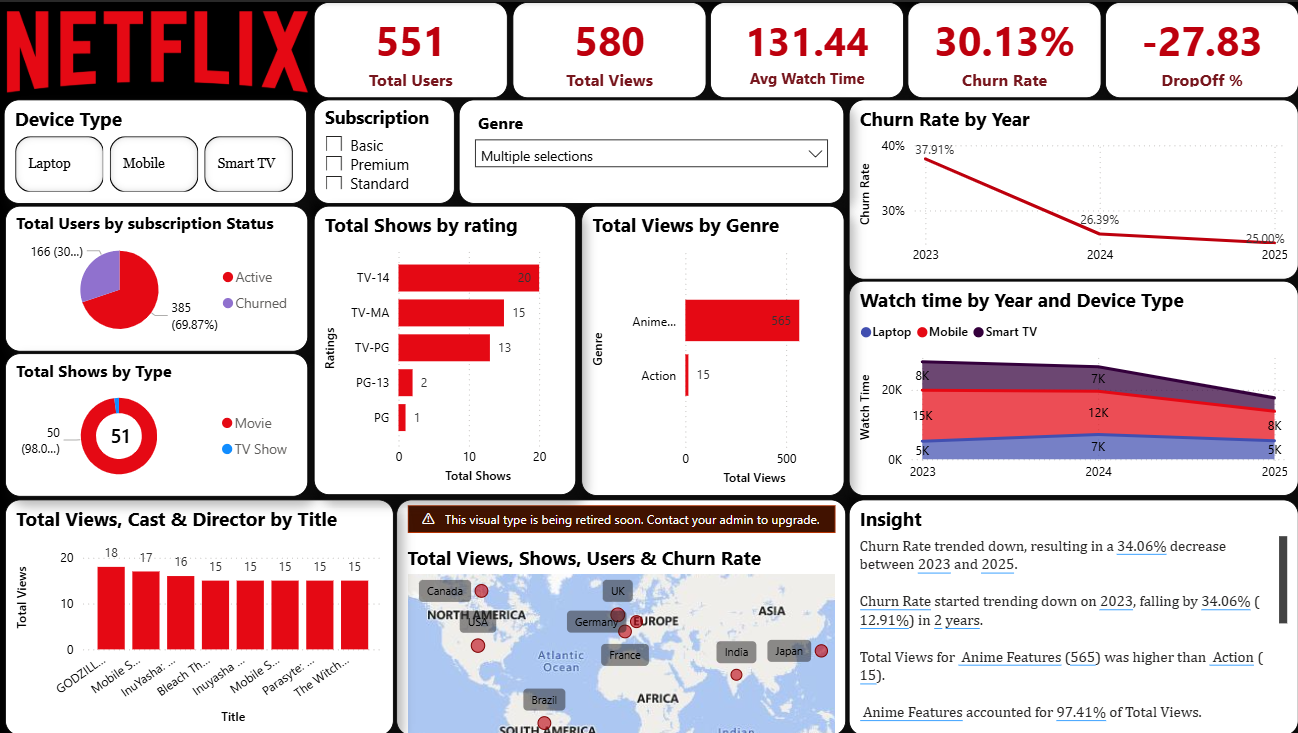 NETFLIX
551
Total Users
580
Total Views
131.44
Avg Watch Time
30.13%
Churn Rate
-27.83
DropOff %
Device Type
Laptop
Mobile
Smart TV
Subscription
Basic
Premium
Standard
Genre
Multiple selections
Churn Rate by Year
Churn Rate
40%
30%
37.91%
26.39%
25.00%
2023
2024
2025
Total Users by subscription Status
166 (30...)
385
(69.87%)
Active
Churned
Total Shows by rating
Ratings
TV-14
20
TV-MA
15
TV-PG
13
PG-13
2
PG
1
0
10
20
Total Shows
Total Views by Genre
Genre
Anime...
565
Action
15
0
500
Total Views
Watch time by Year and Device Type
Laptop
Mobile
Smart TV
Watch Time
20K
0K
8K
7K
15K
12K
8K
5K
7K
5K
2023
2024
2025
Total Shows by Type
50
(98.0...)
51
Movie
TV Show
Total Views, Cast & Director by Title
Total Views
20
10
0
18
17
16
15
15
15
15
15
GODZILL...
Mobile S...
InuYasha: ...
Bleach Th...
Inuyasha ...
Mobile S...
Parasyte: ...
The Witch...
Title
This visual type is being retired soon. Contact your admin to upgrade.
Total Views, Shows, Users & Churn Rate
Canada
UK
NORTH AMERICA
USA
Germany
EUROPE
ASIA
France
India
Japan
Atlantic
Ocean
AFRICA
Brazil
SOUTH AMERICA
Indian
Insight
Churn Rate trended down, resulting in a 34.06% decrease
between 2023 and 2025.
Churn Rate started trending down on 2023, falling by 34.06% (
12.91%) in 2 years.
Total Views for Anime Features (565) was higher than Action (
15).
Anime Features accounted for 97.41% of Total Views.